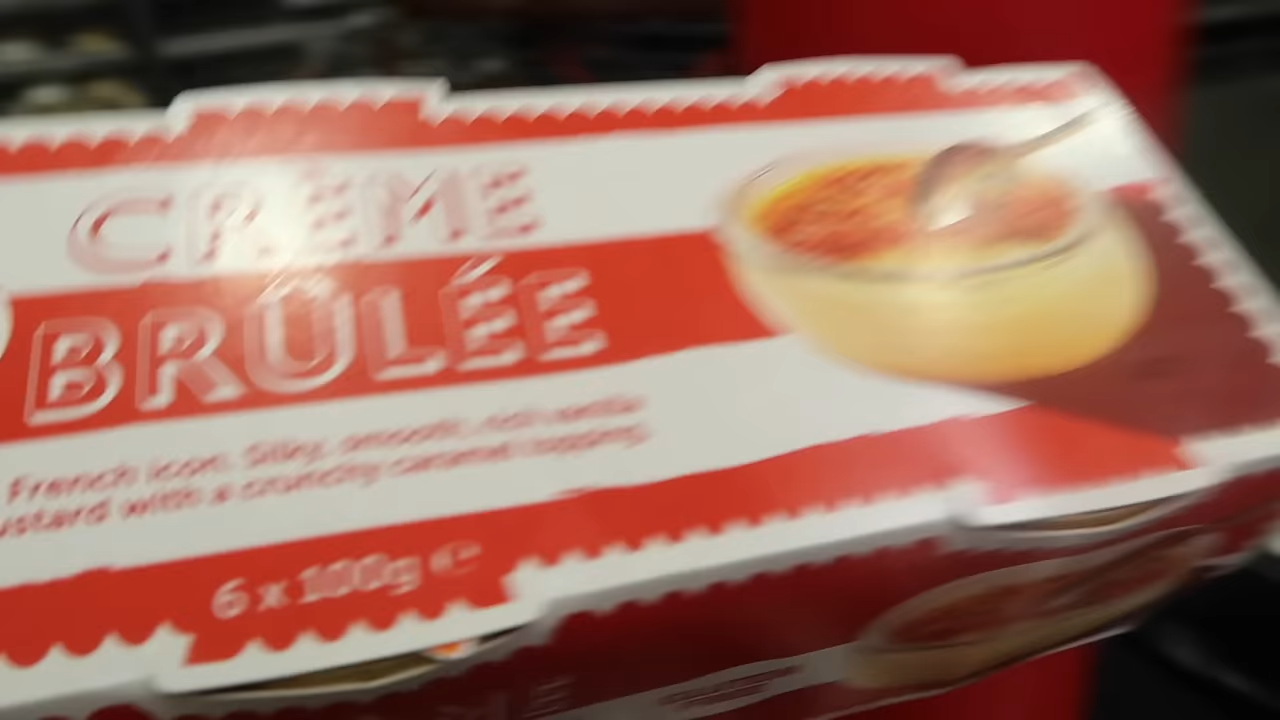 CRÈME
BRÛLÉE
French icon. Silky, smooth, rich vanilla
custard with a crunchy caramel topping.
6 x 100g e